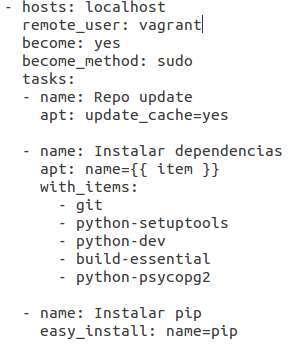 - hosts: localhost
  remote_user: vagrant
  become: yes
  become_method: sudo
  tasks:
  - name: Repo update
    apt: update_cache=yes

  - name: Instalar dependencias
    apt: name={{ item }}
    with_items:
      - git
      - python-setuptools
      - python-dev
      - build-essential
      - python-psycopg2

  - name: Instalar pip
    easy_install: name=pip